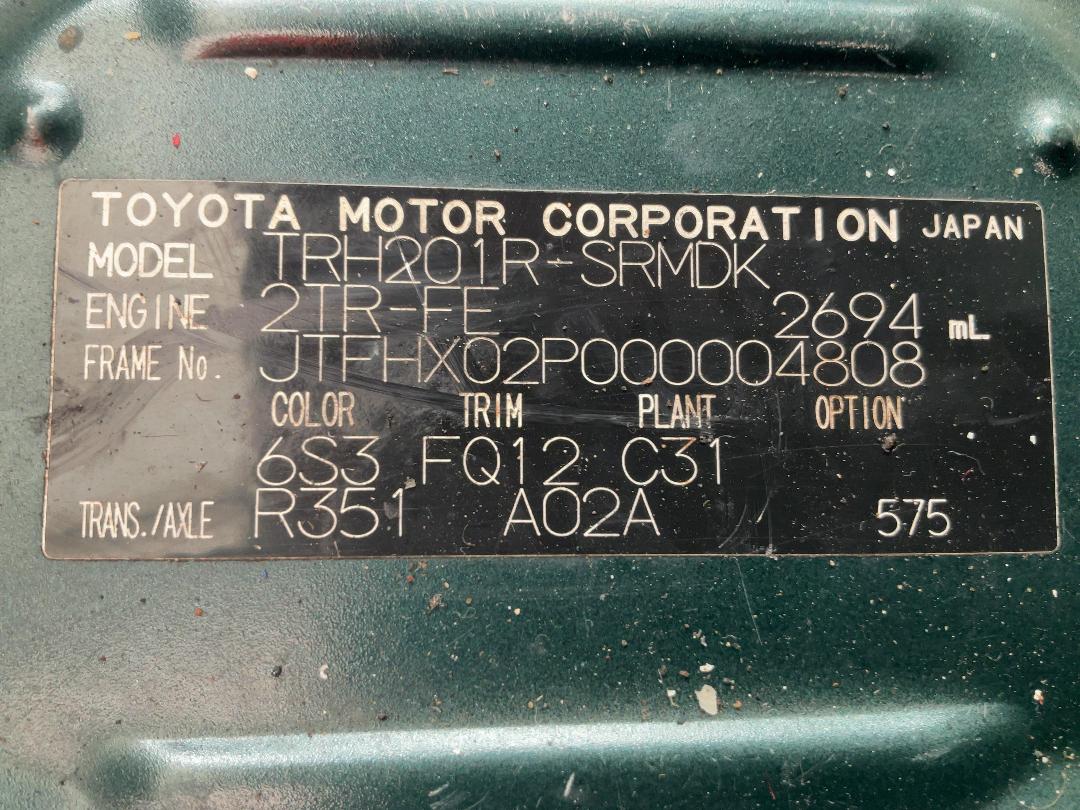 TOYOTA MOTOR CORPORATION JAPAN
MODEL TRH201R-SRMDK
ENGINE 2TR-FE 2694 mL
FRAME No. JTFHX02P000004808
COLOR TRIM PLANT OPTION
6S3 FQ12 C31
TRANS./AXLE R351 A02A 575